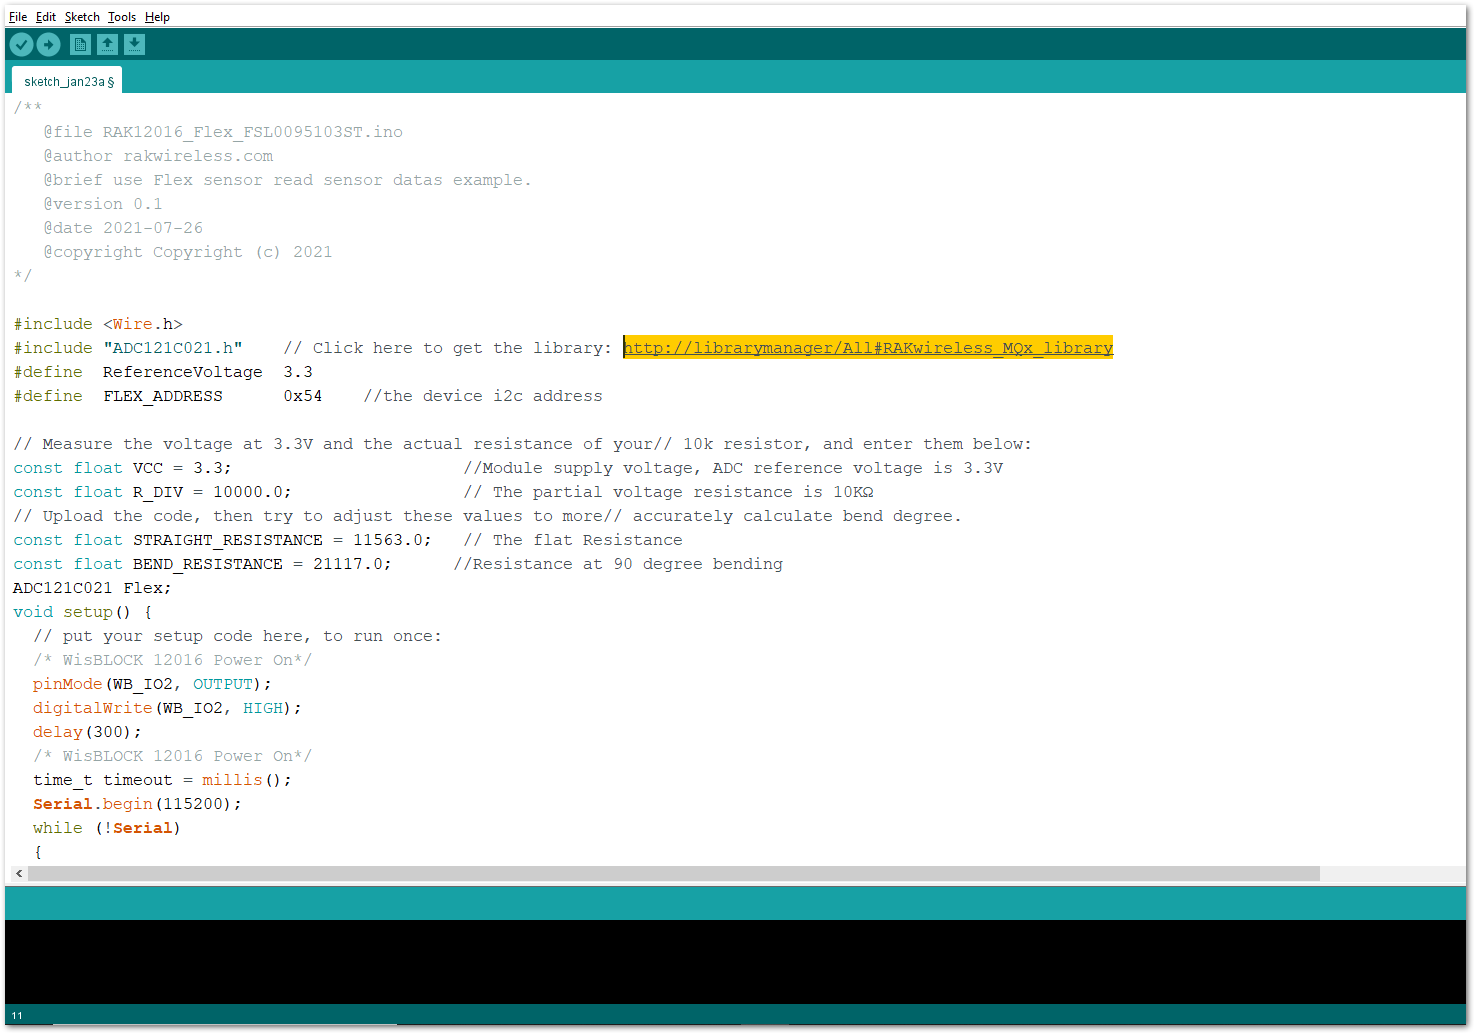 File Edit Sketch Tools Help
sketch_jan23a §
/**
@file RAK12016_Flex_FSL0095103ST.ino
@author rakwireless.com
@brief use Flex sensor read sensor datas example.
@version 0.1
@date 2021-07-26
@copyright Copyright (c) 2021
*/
#include <Wire.h>
#include "ADC121C021.h" // Click here to get the library: http://librarymanager/All#RAKwireless_MQx_library
#define ReferenceVoltage 3.3
#define FLEX_ADDRESS 0x54 //the device i2c address
// Measure the voltage at 3.3V and the actual resistance of your// 10k resistor, and enter them below:
const float VCC = 3.3; //Module supply voltage, ADC reference voltage is 3.3V
const float R_DIV = 10000.0; // The partial voltage resistance is 10KΩ
// Upload the code, then try to adjust these values to more// accurately calculate bend degree.
const float STRAIGHT_RESISTANCE = 11563.0; // The flat Resistance
const float BEND_RESISTANCE = 21117.0; //Resistance at 90 degree bending
ADC121C021 Flex;
void setup() {
// put your setup code here, to run once:
/* WisBLOCK 12016 Power On*/
pinMode(WB_IO2, OUTPUT);
digitalWrite(WB_IO2, HIGH);
delay(300);
/* WisBLOCK 12016 Power On*/
time_t timeout = millis();
Serial.begin(115200);
while (!Serial)
{
11